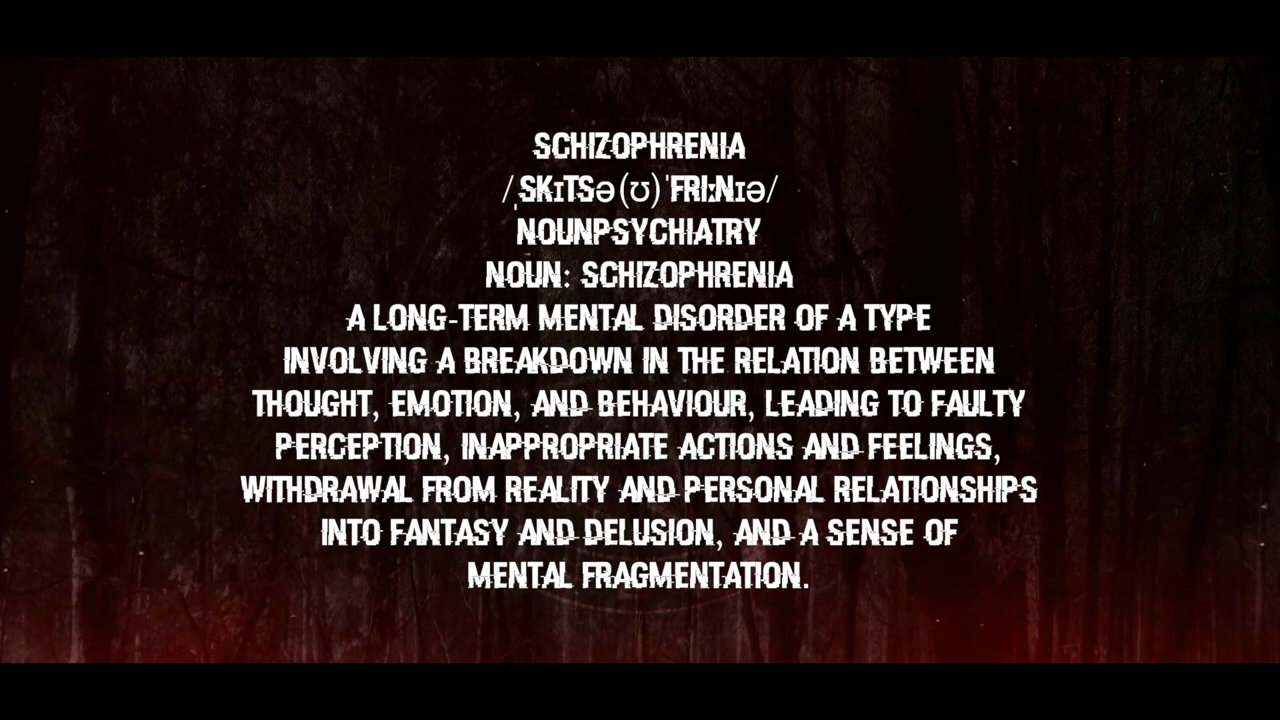 SCHIZOPHRENIA
/ˌSKɪTSə(ʊ)ˈFRIːNɪə/
NOUNPSYCHIATRY
NOUN: SCHIZOPHRENIA
A LONG-TERM MENTAL DISORDER OF A TYPE
INVOLVING A BREAKDOWN IN THE RELATION BETWEEN
THOUGHT, EMOTION, AND BEHAVIOUR, LEADING TO FAULTY
PERCEPTION, INAPPROPRIATE ACTIONS AND FEELINGS,
WITHDRAWAL FROM REALITY AND PERSONAL RELATIONSHIPS
INTO FANTASY AND DELUSION, AND A SENSE OF
MENTAL FRAGMENTATION.